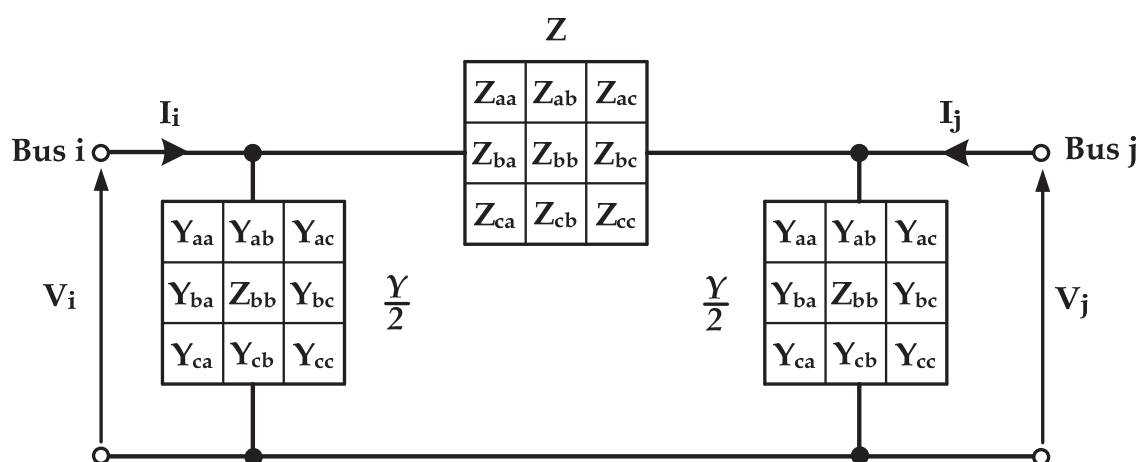 Z
Zaa Zab Zac
Zba Zbb Zbc
Zca Zcb Zcc
Ii
Ij
Bus i
Bus j
Yaa Yab Yac
Yba Zbb Ybc
Yca Ycb Ycc
Y
2
Yaa Yab Yac
Yba Zbb Ybc
Yca Ycb Ycc
Y
2
Vi
Vj